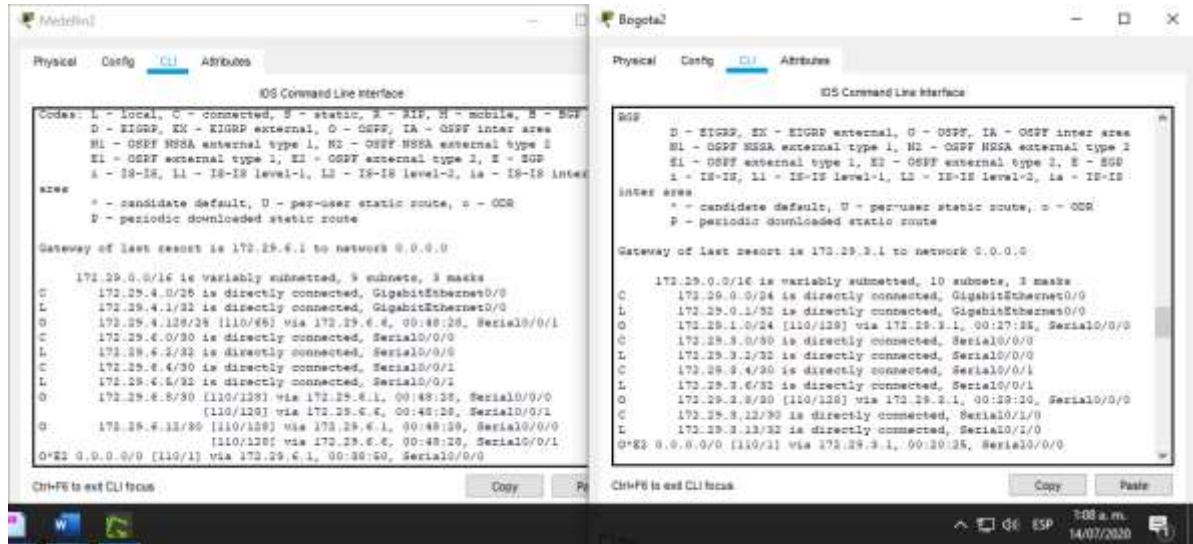 Medellin2
Physical Config CLI Attributes
IOS Command Line Interface
Codes: L - local, C - connected, S - static, R - RIP, M - mobile, B - BGP
D - EIGRP, EX - EIGRP external, O - OSPF, IA - OSPF inter area
N1 - OSPF NSSA external type 1, N2 - OSPF NSSA external type 2
E1 - OSPF external type 1, E2 - OSPF external type 2, E - EGP
i - IS-IS, L1 - IS-IS level-1, L2 - IS-IS level-2, ia - IS-IS inter
area
* - candidate default, U - per-user static route, o - ODR
P - periodic downloaded static route
Gateway of last resort is 172.29.6.1 to network 0.0.0.0
172.29.0.0/16 is variably subnetted, 9 subnets, 3 masks
C 172.29.4.0/25 is directly connected, GigabitEthernet0/0
L 172.29.4.1/32 is directly connected, GigabitEthernet0/0
O 172.29.4.128/25 [110/65] via 172.29.6.6, 00:48:28, Serial0/0/1
C 172.29.6.0/30 is directly connected, Serial0/0/0
L 172.29.6.2/32 is directly connected, Serial0/0/0
C 172.29.6.4/30 is directly connected, Serial0/0/1
L 172.29.6.5/32 is directly connected, Serial0/0/1
O 172.29.6.8/30 [110/128] via 172.29.6.1, 00:48:28, Serial0/0/0
[110/128] via 172.29.6.6, 00:48:28, Serial0/0/1
O 172.29.6.12/30 [110/128] via 172.29.6.1, 00:48:28, Serial0/0/0
[110/128] via 172.29.6.6, 00:48:28, Serial0/0/1
O*E2 0.0.0.0/0 [110/1] via 172.29.6.1, Serial0/0/0
Ctrl+F6 to exit CLI focus
Copy
Bogota2
Physical Config CLI Attributes
IOS Command Line Interface
BGP
D - EIGRP, EX - EIGRP external, O - OSPF, IA - OSPF inter area
N1 - OSPF NSSA external type 1, N2 - OSPF NSSA external type 2
E1 - OSPF external type 1, E2 - OSPF external type 2, E - EGP
i - IS-IS, L1 - IS-IS level-1, L2 - IS-IS level-2, ia - IS-IS
inter area
* - candidate default, U - per-user static route, o - ODR
P - periodic downloaded static route
Gateway of last resort is 172.29.3.1 to network 0.0.0.0
172.29.0.0/16 is variably subnetted, 10 subnets, 3 masks
C 172.29.0.0/24 is directly connected, GigabitEthernet0/0
L 172.29.0.1/32 is directly connected, GigabitEthernet0/0
O 172.29.1.0/24 [110/129] via 172.29.3.1, Serial0/0/0
C 172.29.3.0/30 is directly connected, Serial0/0/0
L 172.29.3.2/32 is directly connected, Serial0/0/0
C 172.29.3.4/30 is directly connected, Serial0/0/1
L 172.29.3.6/32 is directly connected, Serial0/0/1
O 172.29.3.8/30 [110/128] via 172.29.3.1, Serial0/0/0
C 172.29.3.12/30 is directly connected, Serial0/1/0
L 172.29.3.13/32 is directly connected, Serial0/1/0
O*E2 0.0.0.0/0 [110/1] via 172.29.3.1, Serial0/0/0
Ctrl+F6 to exit CLI focus
Copy Paste
ESP
1:08 a. m.
14/07/2020